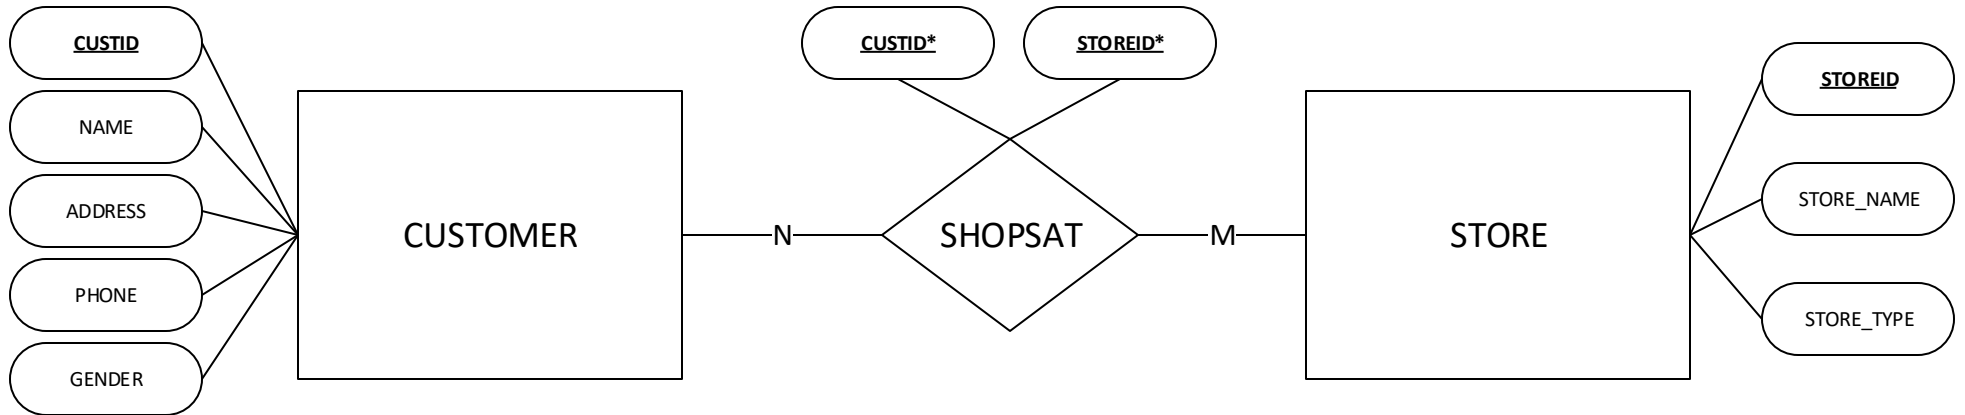 CUSTID
NAME
ADDRESS
PHONE
GENDER
CUSTOMER
N
CUSTID*
STOREID*
SHOPSAT
M
STORE
STOREID
STORE_NAME
STORE_TYPE